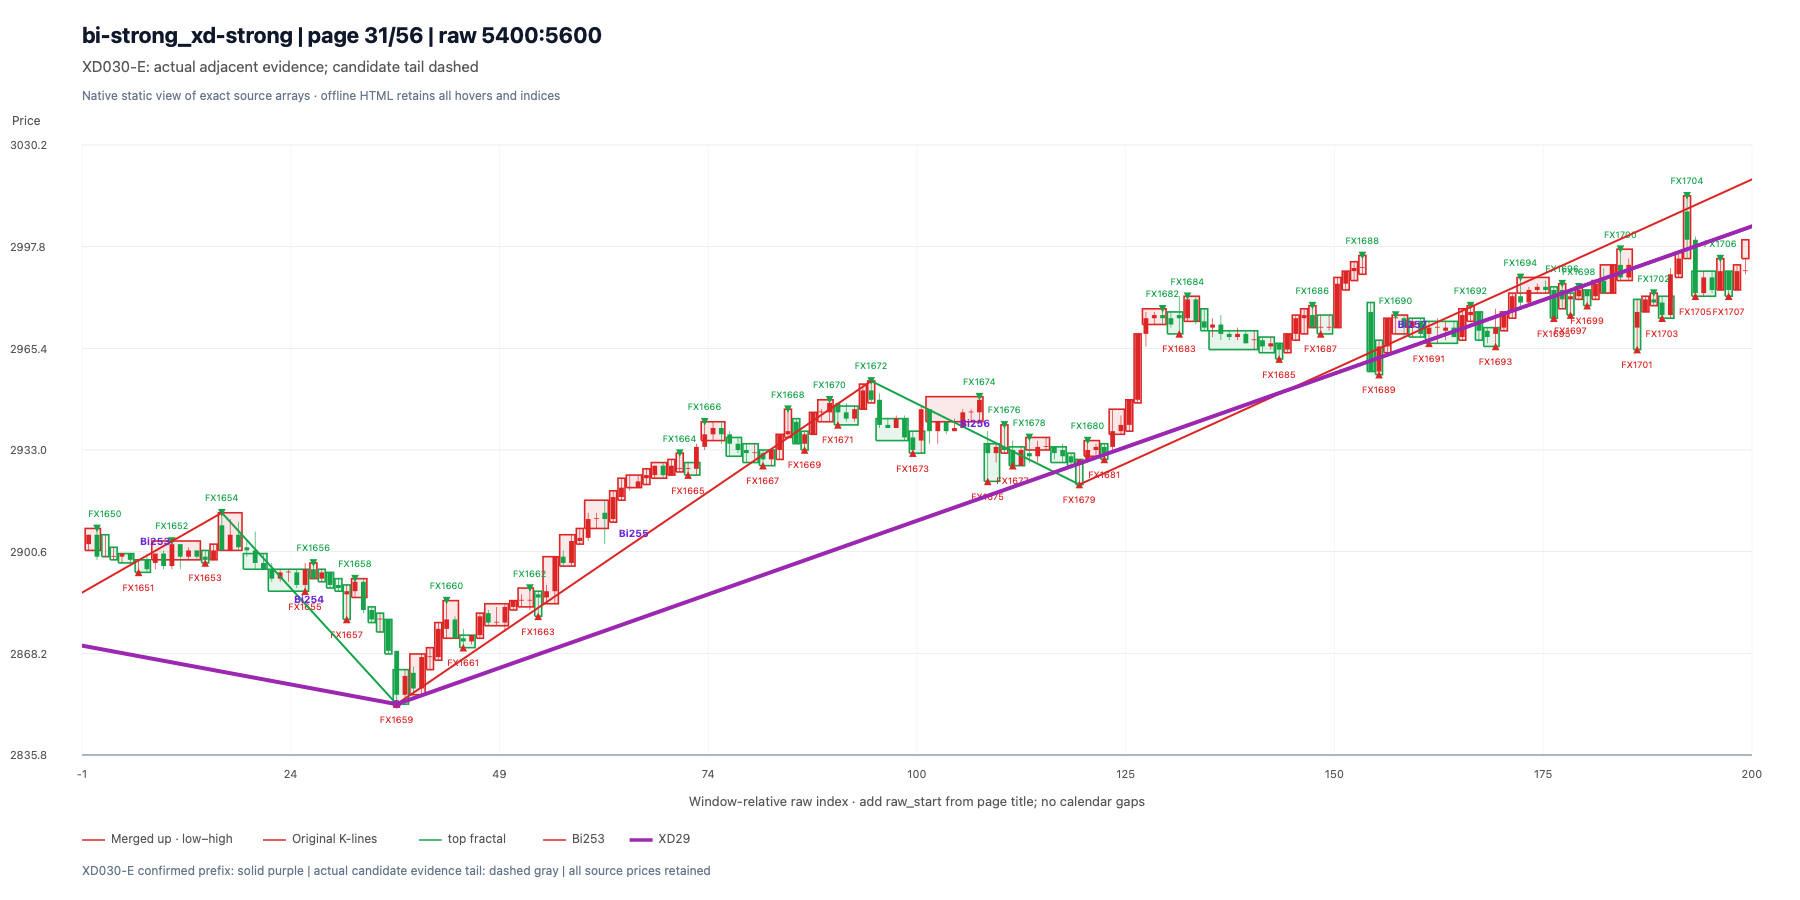 bi-strong_xd-strong | page 31/56 | raw 5400:5600
XD030-E: actual adjacent evidence; candidate tail dashed
Native static view of exact source arrays · offline HTML retains all hovers and indices
Price
3030.2
2997.8
2965.4
2933.0
2900.6
2868.2
2835.8
FX1704
FX1688
FX1700
FX1706
FX1694
FX1696
FX1698
FX1702
FX1682
FX1684
FX1686
FX1690
FX1692
Bi257
FX1705
FX1707
FX1699
FX1695
FX1697
FX1703
FX1683
FX1687
FX1691
FX1693
FX1701
FX1685
FX1689
FX1672
FX1674
FX1670
FX1668
FX1666
FX1676
FX1678
Bi256
FX1680
FX1664
FX1671
FX1669
FX1673
FX1667
FX1665
FX1675
FX1677
FX1681
FX1679
FX1654
FX1650
FX1652
Bi253
Bi255
FX1656
FX1658
FX1651
FX1653
FX1655
Bi254
FX1657
FX1660
FX1662
FX1663
FX1661
FX1659
-1
24
49
74
100
125
150
175
200
Window-relative raw index · add raw_start from page title; no calendar gaps
Merged up · low–high
Original K-lines
top fractal
Bi253
XD29
XD030-E confirmed prefix: solid purple | actual candidate evidence tail: dashed gray | all source prices retained